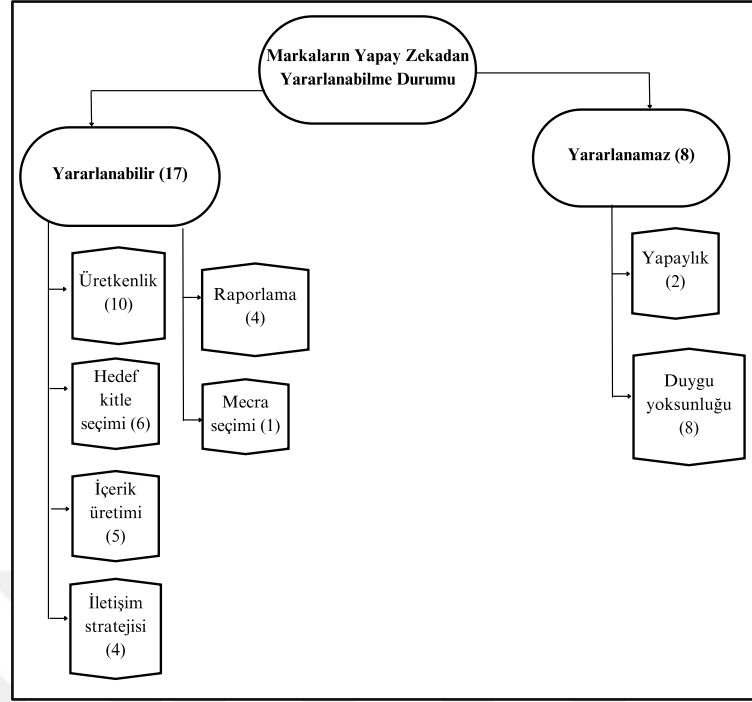 Markaların Yapay Zekadan
Yararlanabilme Durumu
Yararlanabilir (17)
Yararlanamaz (8)
Üretkenlik
(10)
Hedef
kitle
seçimi (6)
İçerik
üretimi
(5)
İletişim
stratejisi
(4)
Raporlama
(4)
Mecra
seçimi (1)
Yapaylık
(2)
Duygu
yoksunluğu
(8)